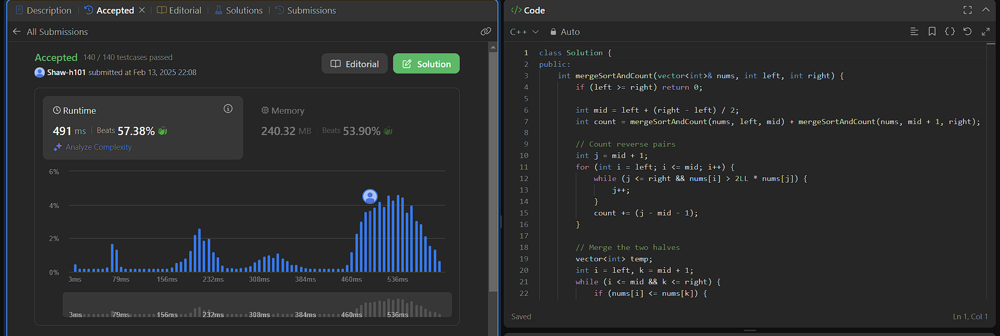 Description
Accepted
Editorial
Solutions
Submissions
All Submissions
Accepted 140 / 140 testcases passed
Shaw-h101 submitted at Feb 13, 2025 22:08
Editorial
Solution
Runtime
491 ms Beats 57.38%
Analyze Complexity
Memory
240.32 MB Beats 53.90%
6%
4%
2%
0%
3ms 79ms 156ms 232ms 308ms 384ms 460ms 536ms
3ms 79ms 156ms 232ms 308ms 384ms 460ms 536ms
</> Code
C++ Auto
1 class Solution {
2 public:
3     int mergeSortAndCount(vector<int>& nums, int left, int right) {
4         if (left >= right) return 0;
5
6         int mid = left + (right - left) / 2;
7         int count = mergeSortAndCount(nums, left, mid) + mergeSortAndCount(nums, mid + 1, right);
8
9         // Count reverse pairs
10         int j = mid + 1;
11         for (int i = left; i <= mid; i++) {
12             while (j <= right && nums[i] > 2LL * nums[j]) {
13                 j++;
14             }
15             count += (j - mid - 1);
16         }
17
18         // Merge the two halves
19         vector<int> temp;
20         int i = left, k = mid + 1;
21         while (i <= mid && k <= right) {
22             if (nums[i] <= nums[k]) {
Saved
Ln 1, Col 1